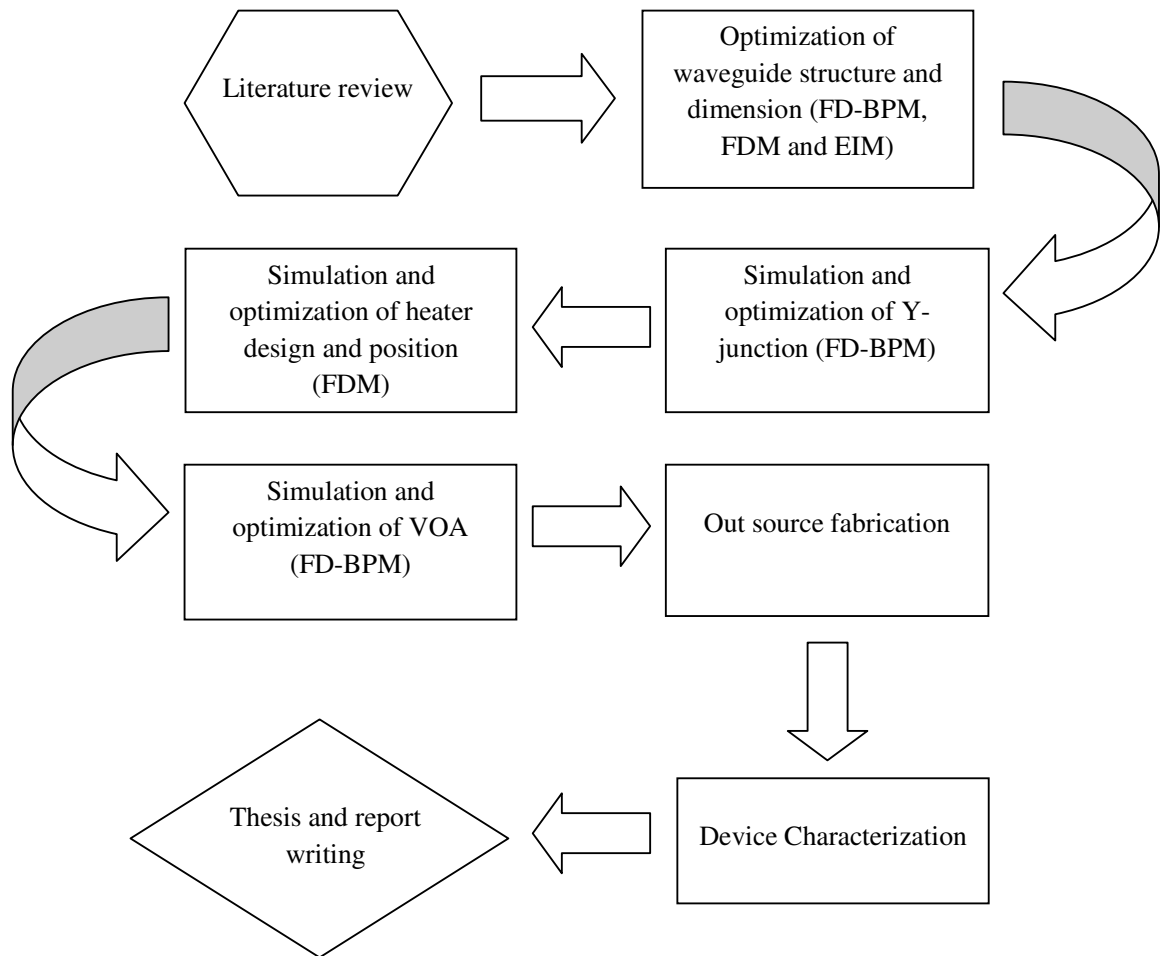 Literature review
Optimization of
waveguide structure and
dimension (FD-BPM,
FDM and EIM)
Simulation and
optimization of Y-
junction (FD-BPM)
Simulation and
optimization of heater
design and position
(FDM)
Simulation and
optimization of VOA
(FD-BPM)
Out source fabrication
Device Characterization
Thesis and report
writing